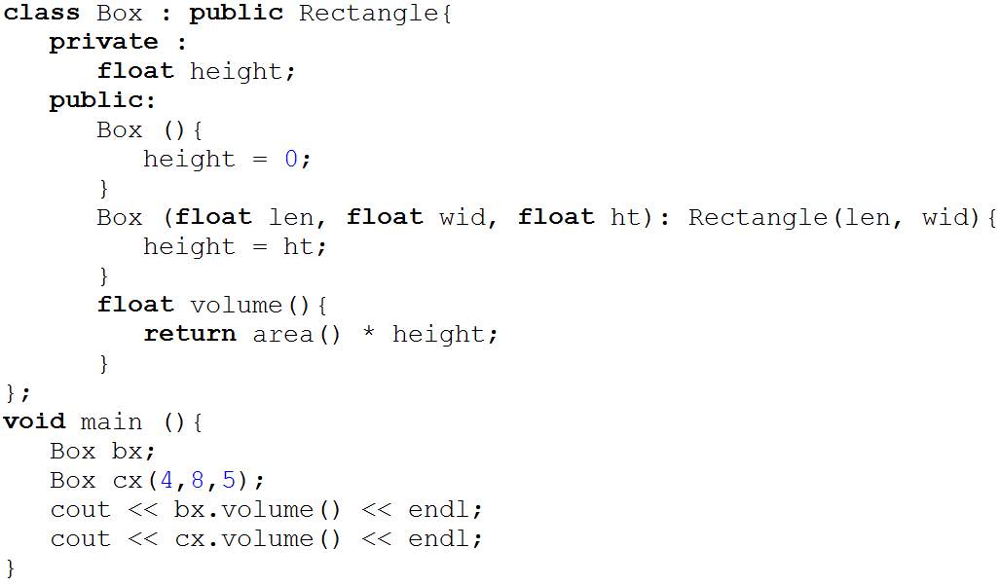 class Box : public Rectangle{
   private :
      float height;
   public:
      Box (){
         height = 0;
      }
      Box (float len, float wid, float ht): Rectangle(len, wid){
         height = ht;
      }
      float volume(){
         return area() * height;
      }
};
void main (){
   Box bx;
   Box cx(4,8,5);
   cout << bx.volume() << endl;
   cout << cx.volume() << endl;
}